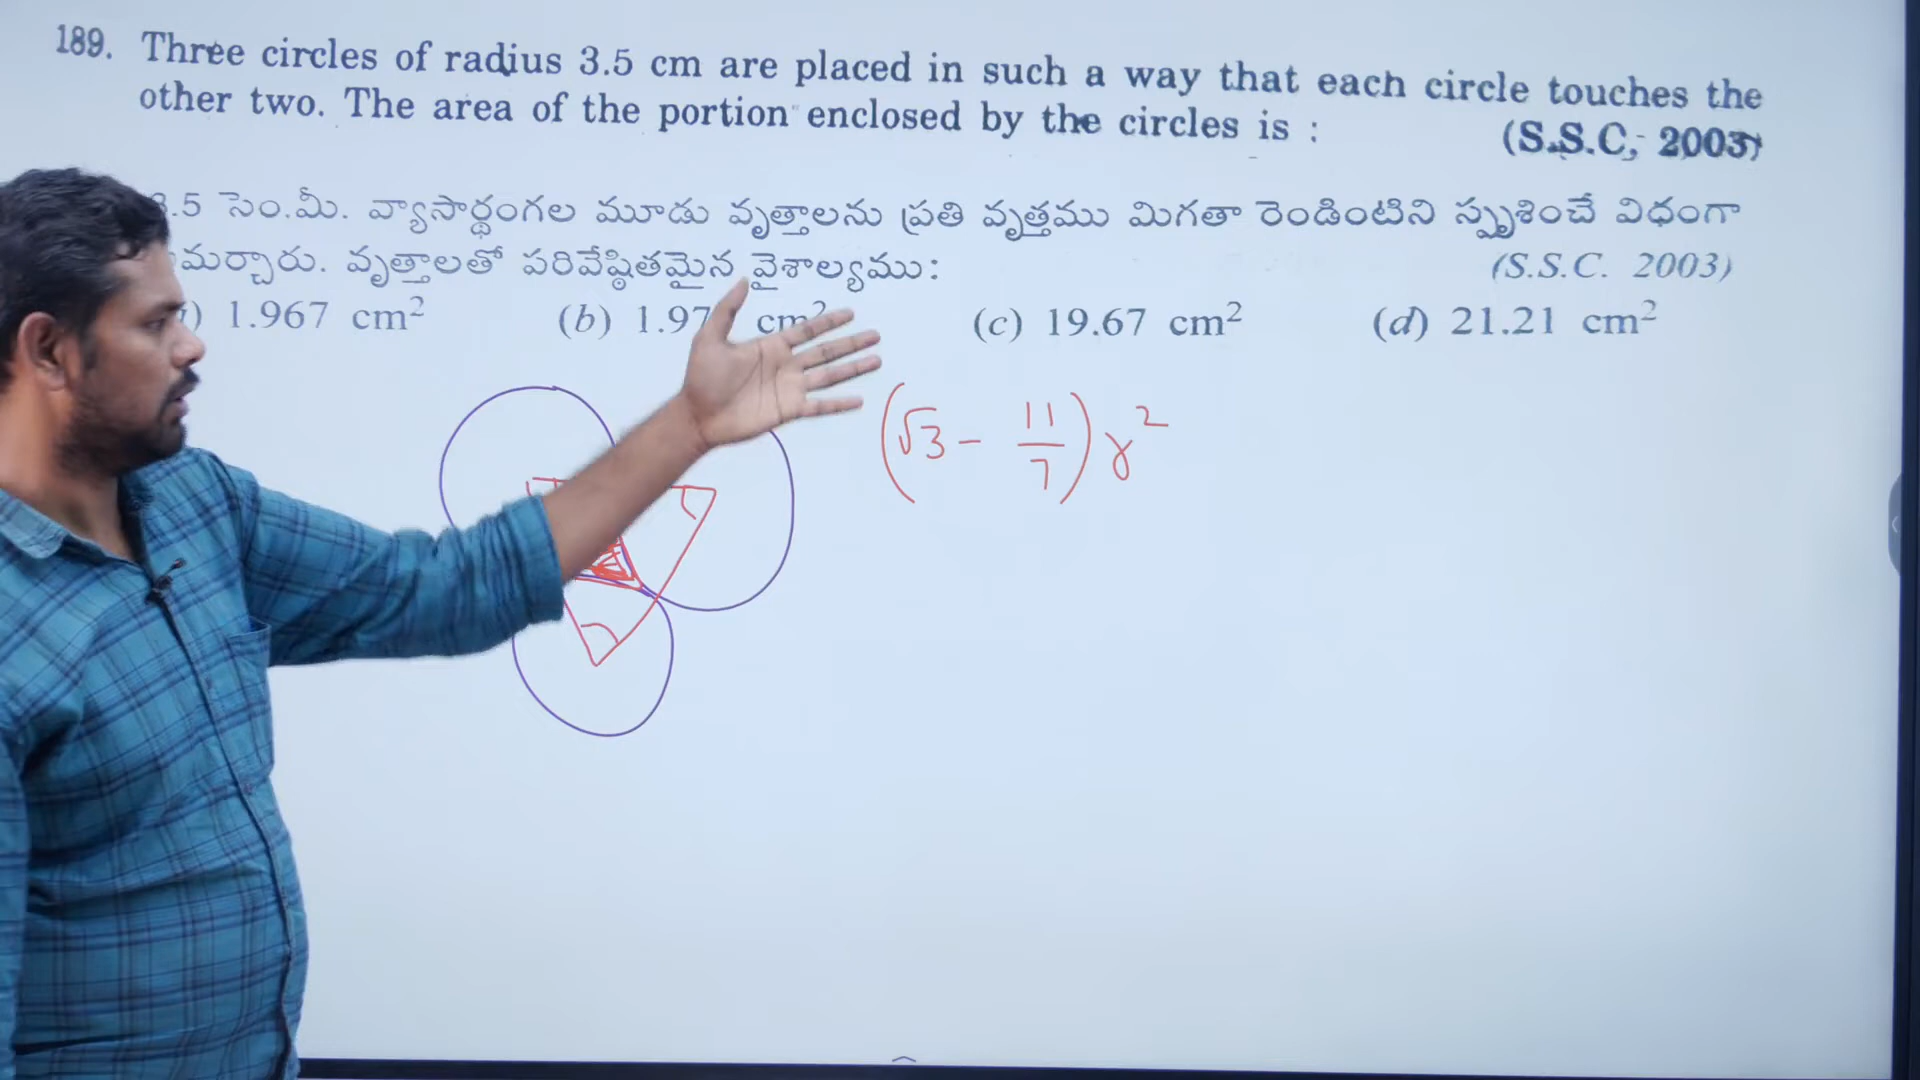 189. Three circles of radius 3.5 cm are placed in such a way that each circle touches the
other two. The area of the portion enclosed by the circles is :
(S.S.C, 2003)
3.5 సెం.మీ. వ్యాసార్థంగల మూడు వృత్తాలను ప్రతి వృత్తము మిగతా రెండింటిని స్పృశించే విధంగా
మర్చారు. వృత్తాలతో పరివేష్ఠితమైన వైశాల్యము:
(S.S.C. 2003)
1.967 cm² (b) 1.97 cm² (c) 19.67 cm² (d) 21.21 cm²
(√3 - 11/7) r²